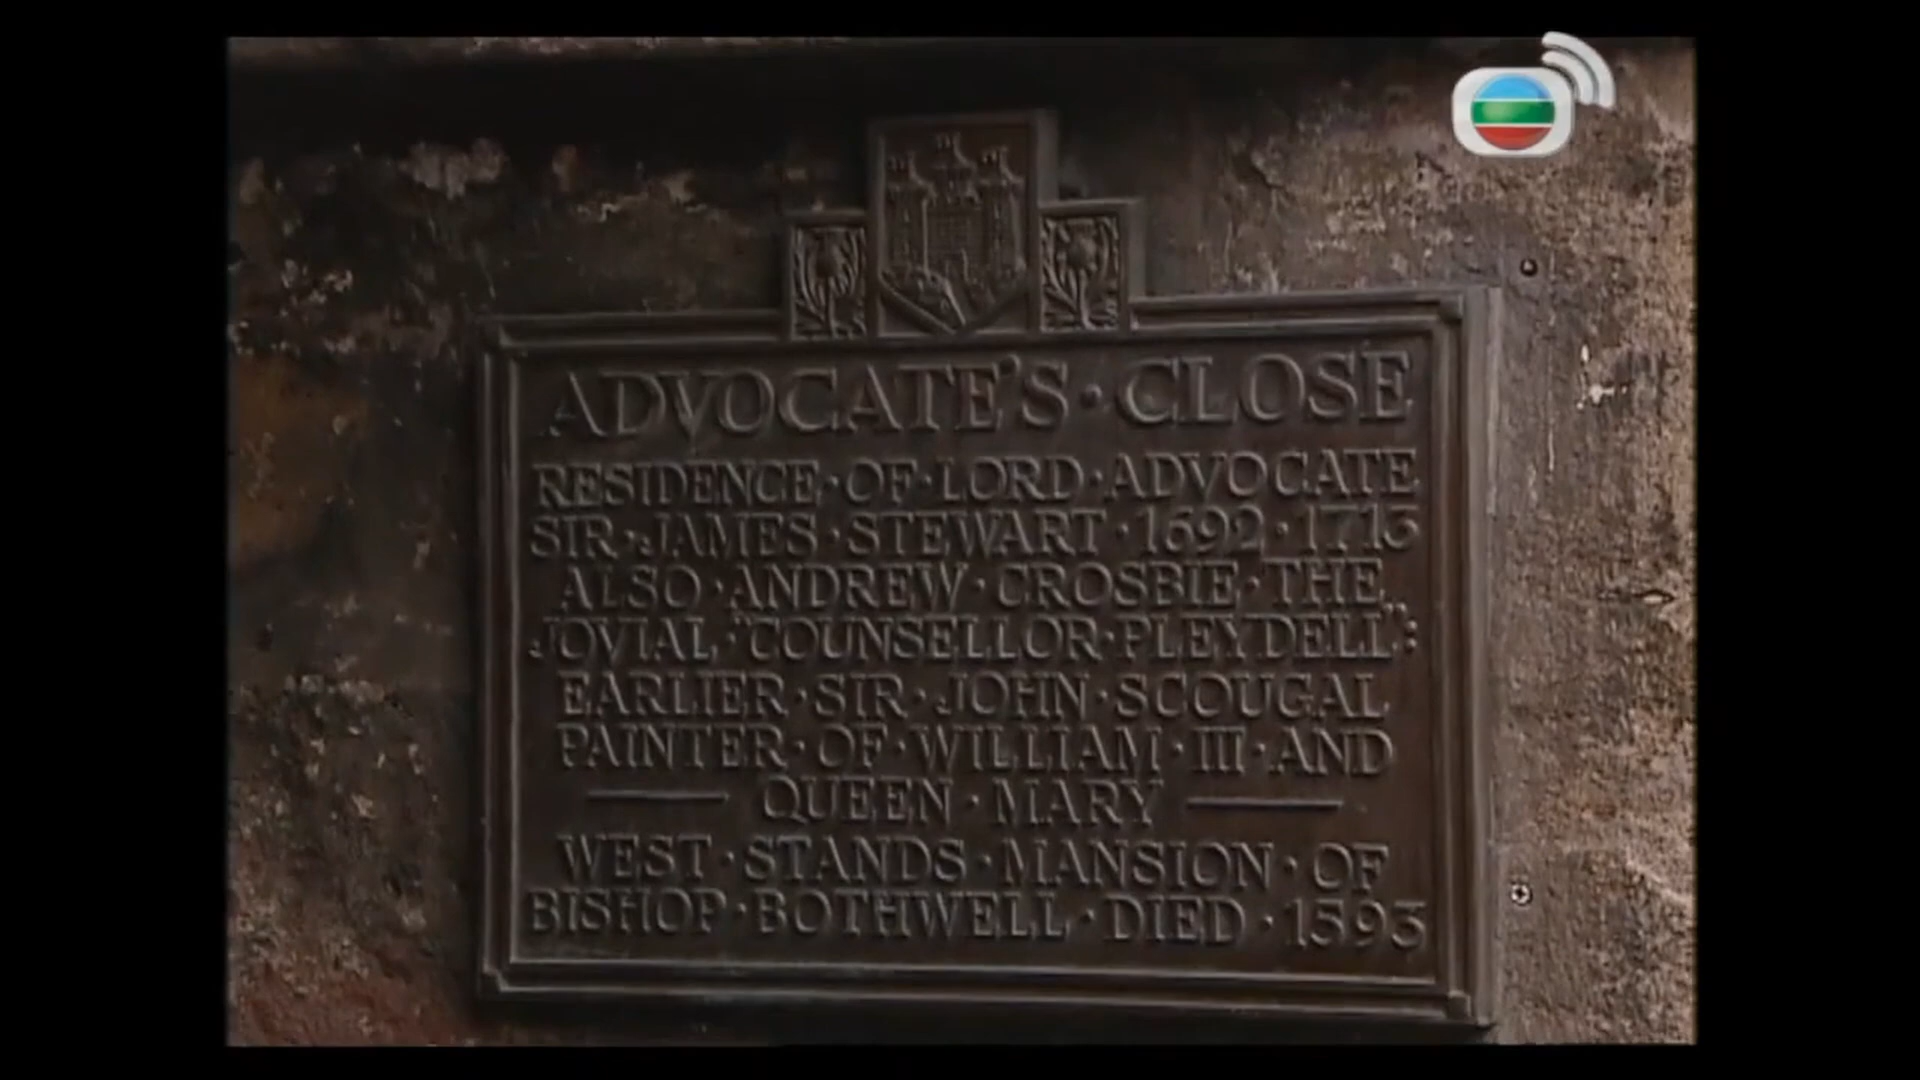 ADVOCATE'S · CLOSE
RESIDENCE · OF · LORD · ADVOCATE
SIR · JAMES · STEWART · 1692 · 1713
ALSO · ANDREW · CROSBIE · THE
JOVIAL · "COUNSELLOR · PLEYDELL":
EARLIER · SIR · JOHN · SCOUGAL
PAINTER · OF · WILLIAM · III · AND
QUEEN · MARY
WEST · STANDS · MANSION · OF
BISHOP · BOTHWELL · DIED · 1593